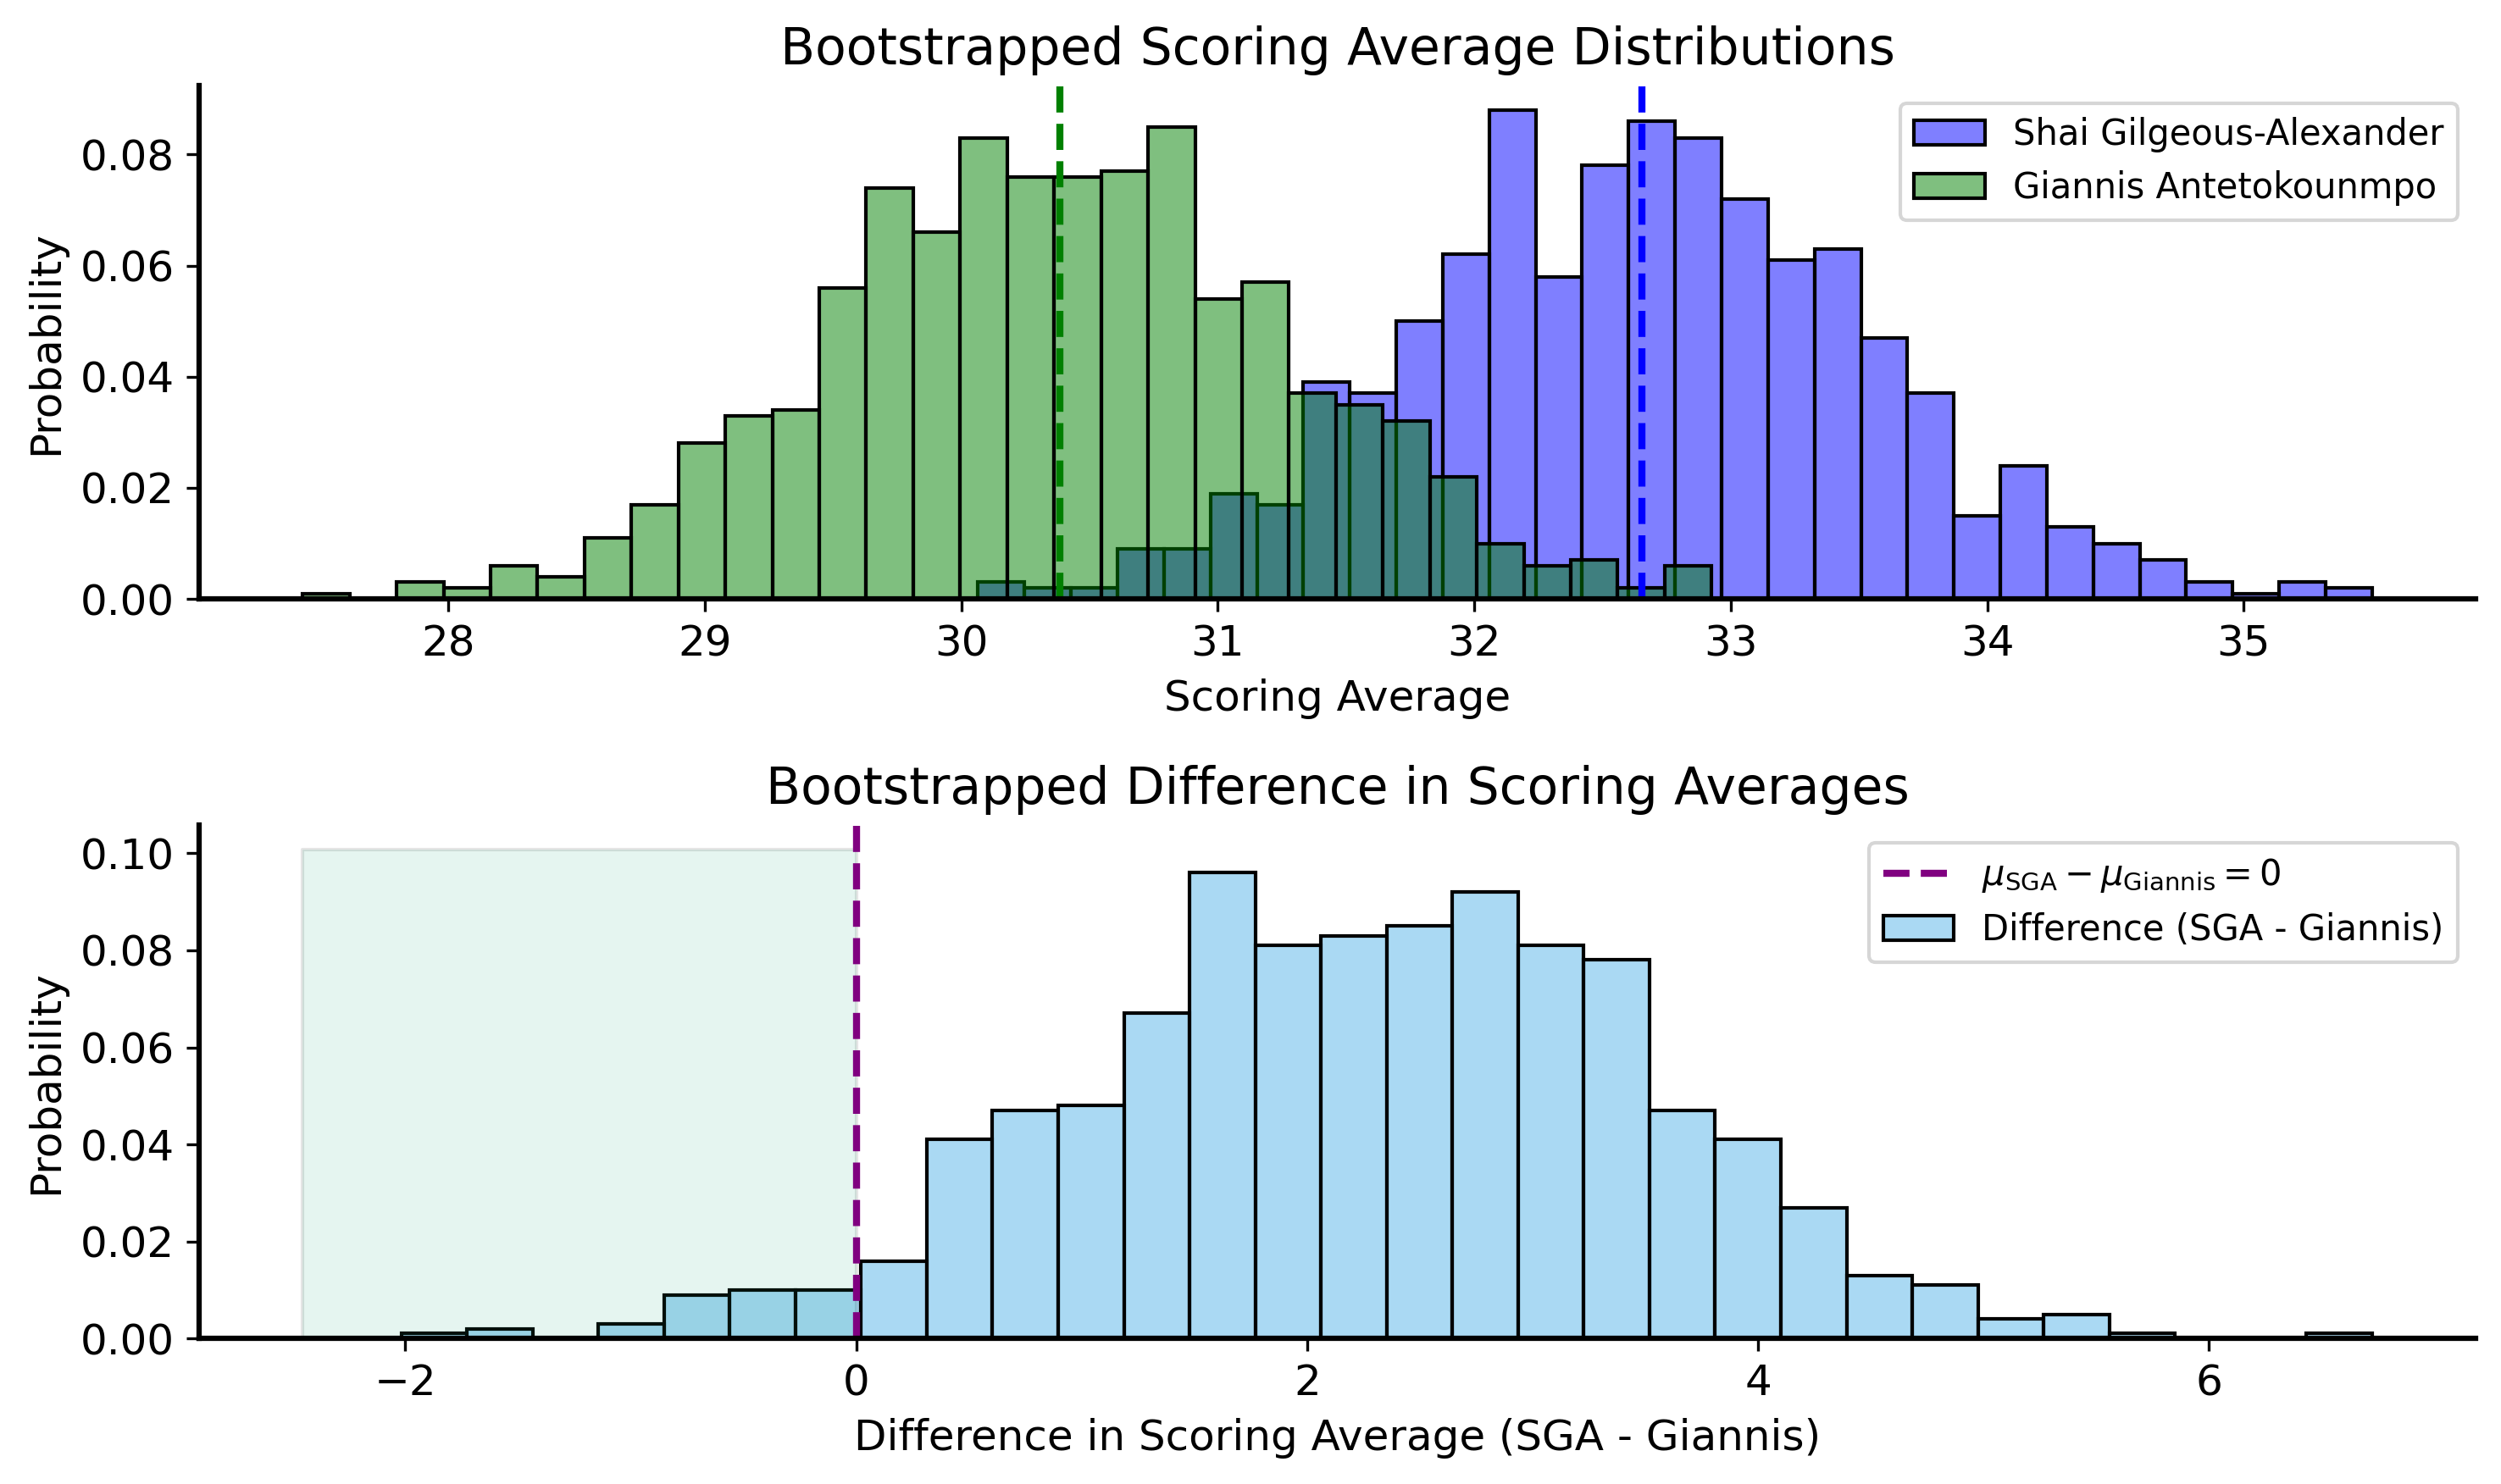 Bootstrapped Scoring Average Distributions
Probability
0.08
0.06
0.04
0.02
0.00
Shai Gilgeous-Alexander
Giannis Antetokounmpo
28 29 30 31 32 33 34 35
Scoring Average
Bootstrapped Difference in Scoring Averages
Probability
0.10
0.08
0.06
0.04
0.02
0.00
μSGA − μGiannis = 0
Difference (SGA - Giannis)
−2 0 2 4 6
Difference in Scoring Average (SGA - Giannis)